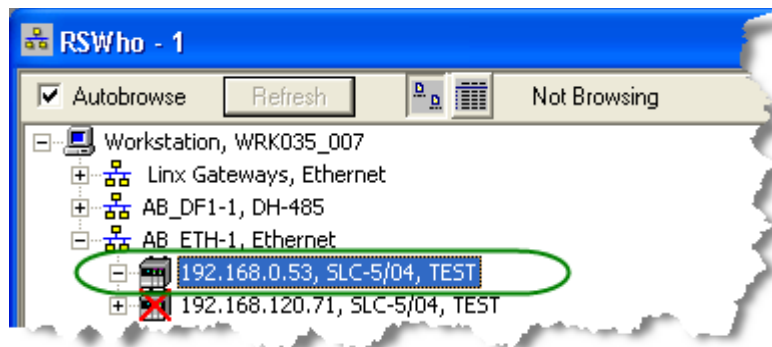 RSWho - 1
Autobrowse Refresh Not Browsing
Workstation, WRK035_007
Linx Gateways, Ethernet
AB_DF1-1, DH-485
AB_ETH-1, Ethernet
192.168.0.53, SLC-5/04, TEST
192.168.120.71, SLC-5/04, TEST